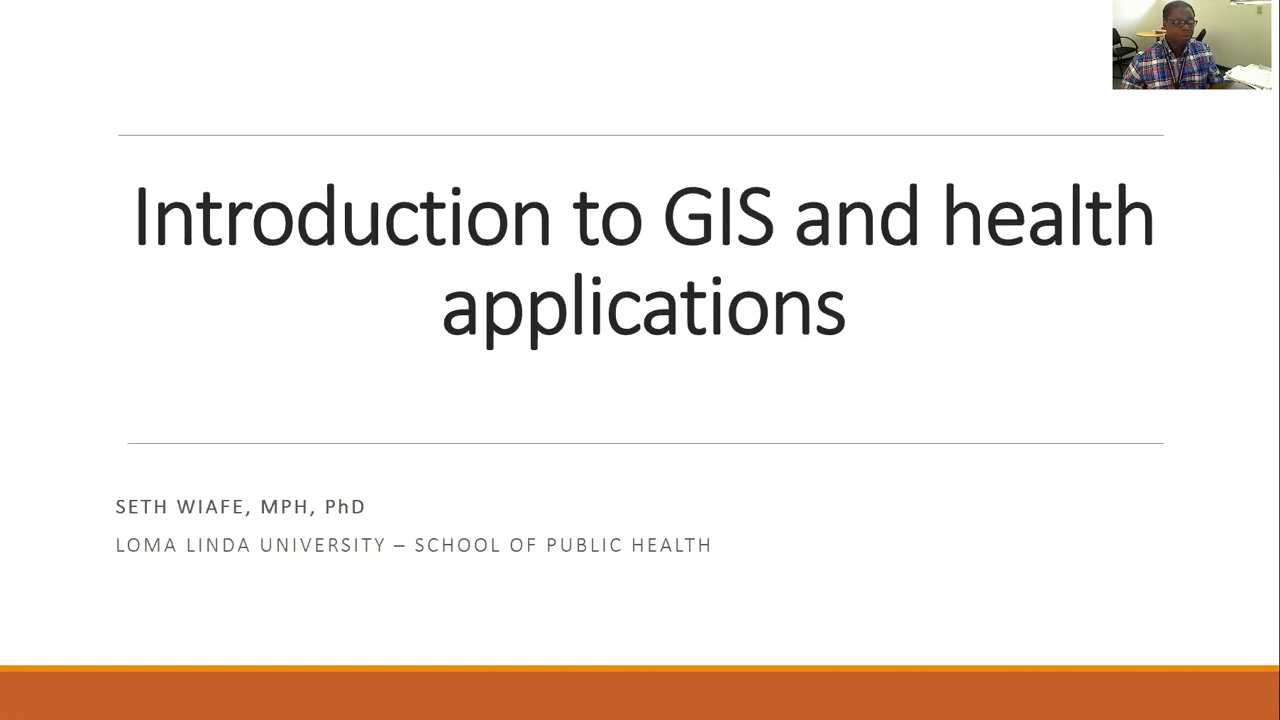 Introduction to GIS and health
applications
SETH WIAFE, MPH, PhD
LOMA LINDA UNIVERSITY – SCHOOL OF PUBLIC HEALTH